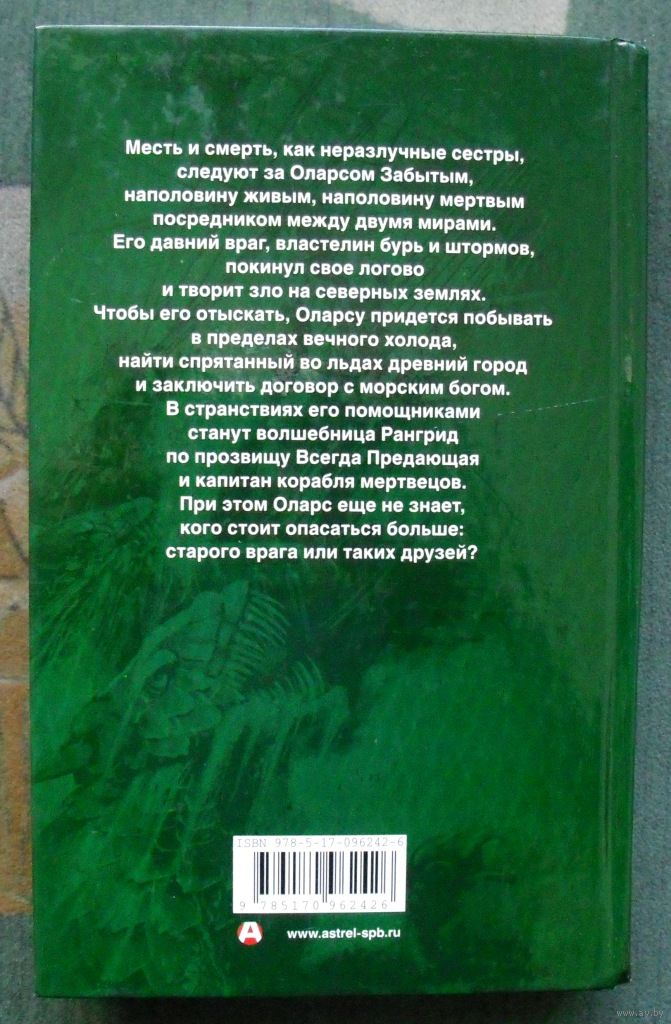 Месть и смерть, как неразлучные сестры,
следуют за Оларсом Забытым,
наполовину живым, наполовину мертвым
посредником между двумя мирами.
Его давний враг, властелин бурь и штормов,
покинул свое логово
и творит зло на северных землях.
Чтобы его отыскать, Оларсу придется побывать
в пределах вечного холода,
найти спрятанный во льдах древний город
и заключить договор с морским богом.
В странствиях его помощниками
станут волшебница Рангрид
по прозвищу Всегда Предающая
и капитан корабля мертвецов.
При этом Оларс еще не знает,
кого стоит опасаться больше:
старого врага или таких друзей?
ISBN 978-5-17-096242-6
9 785170 962426
А www.astrel-spb.ru
www.ay.by